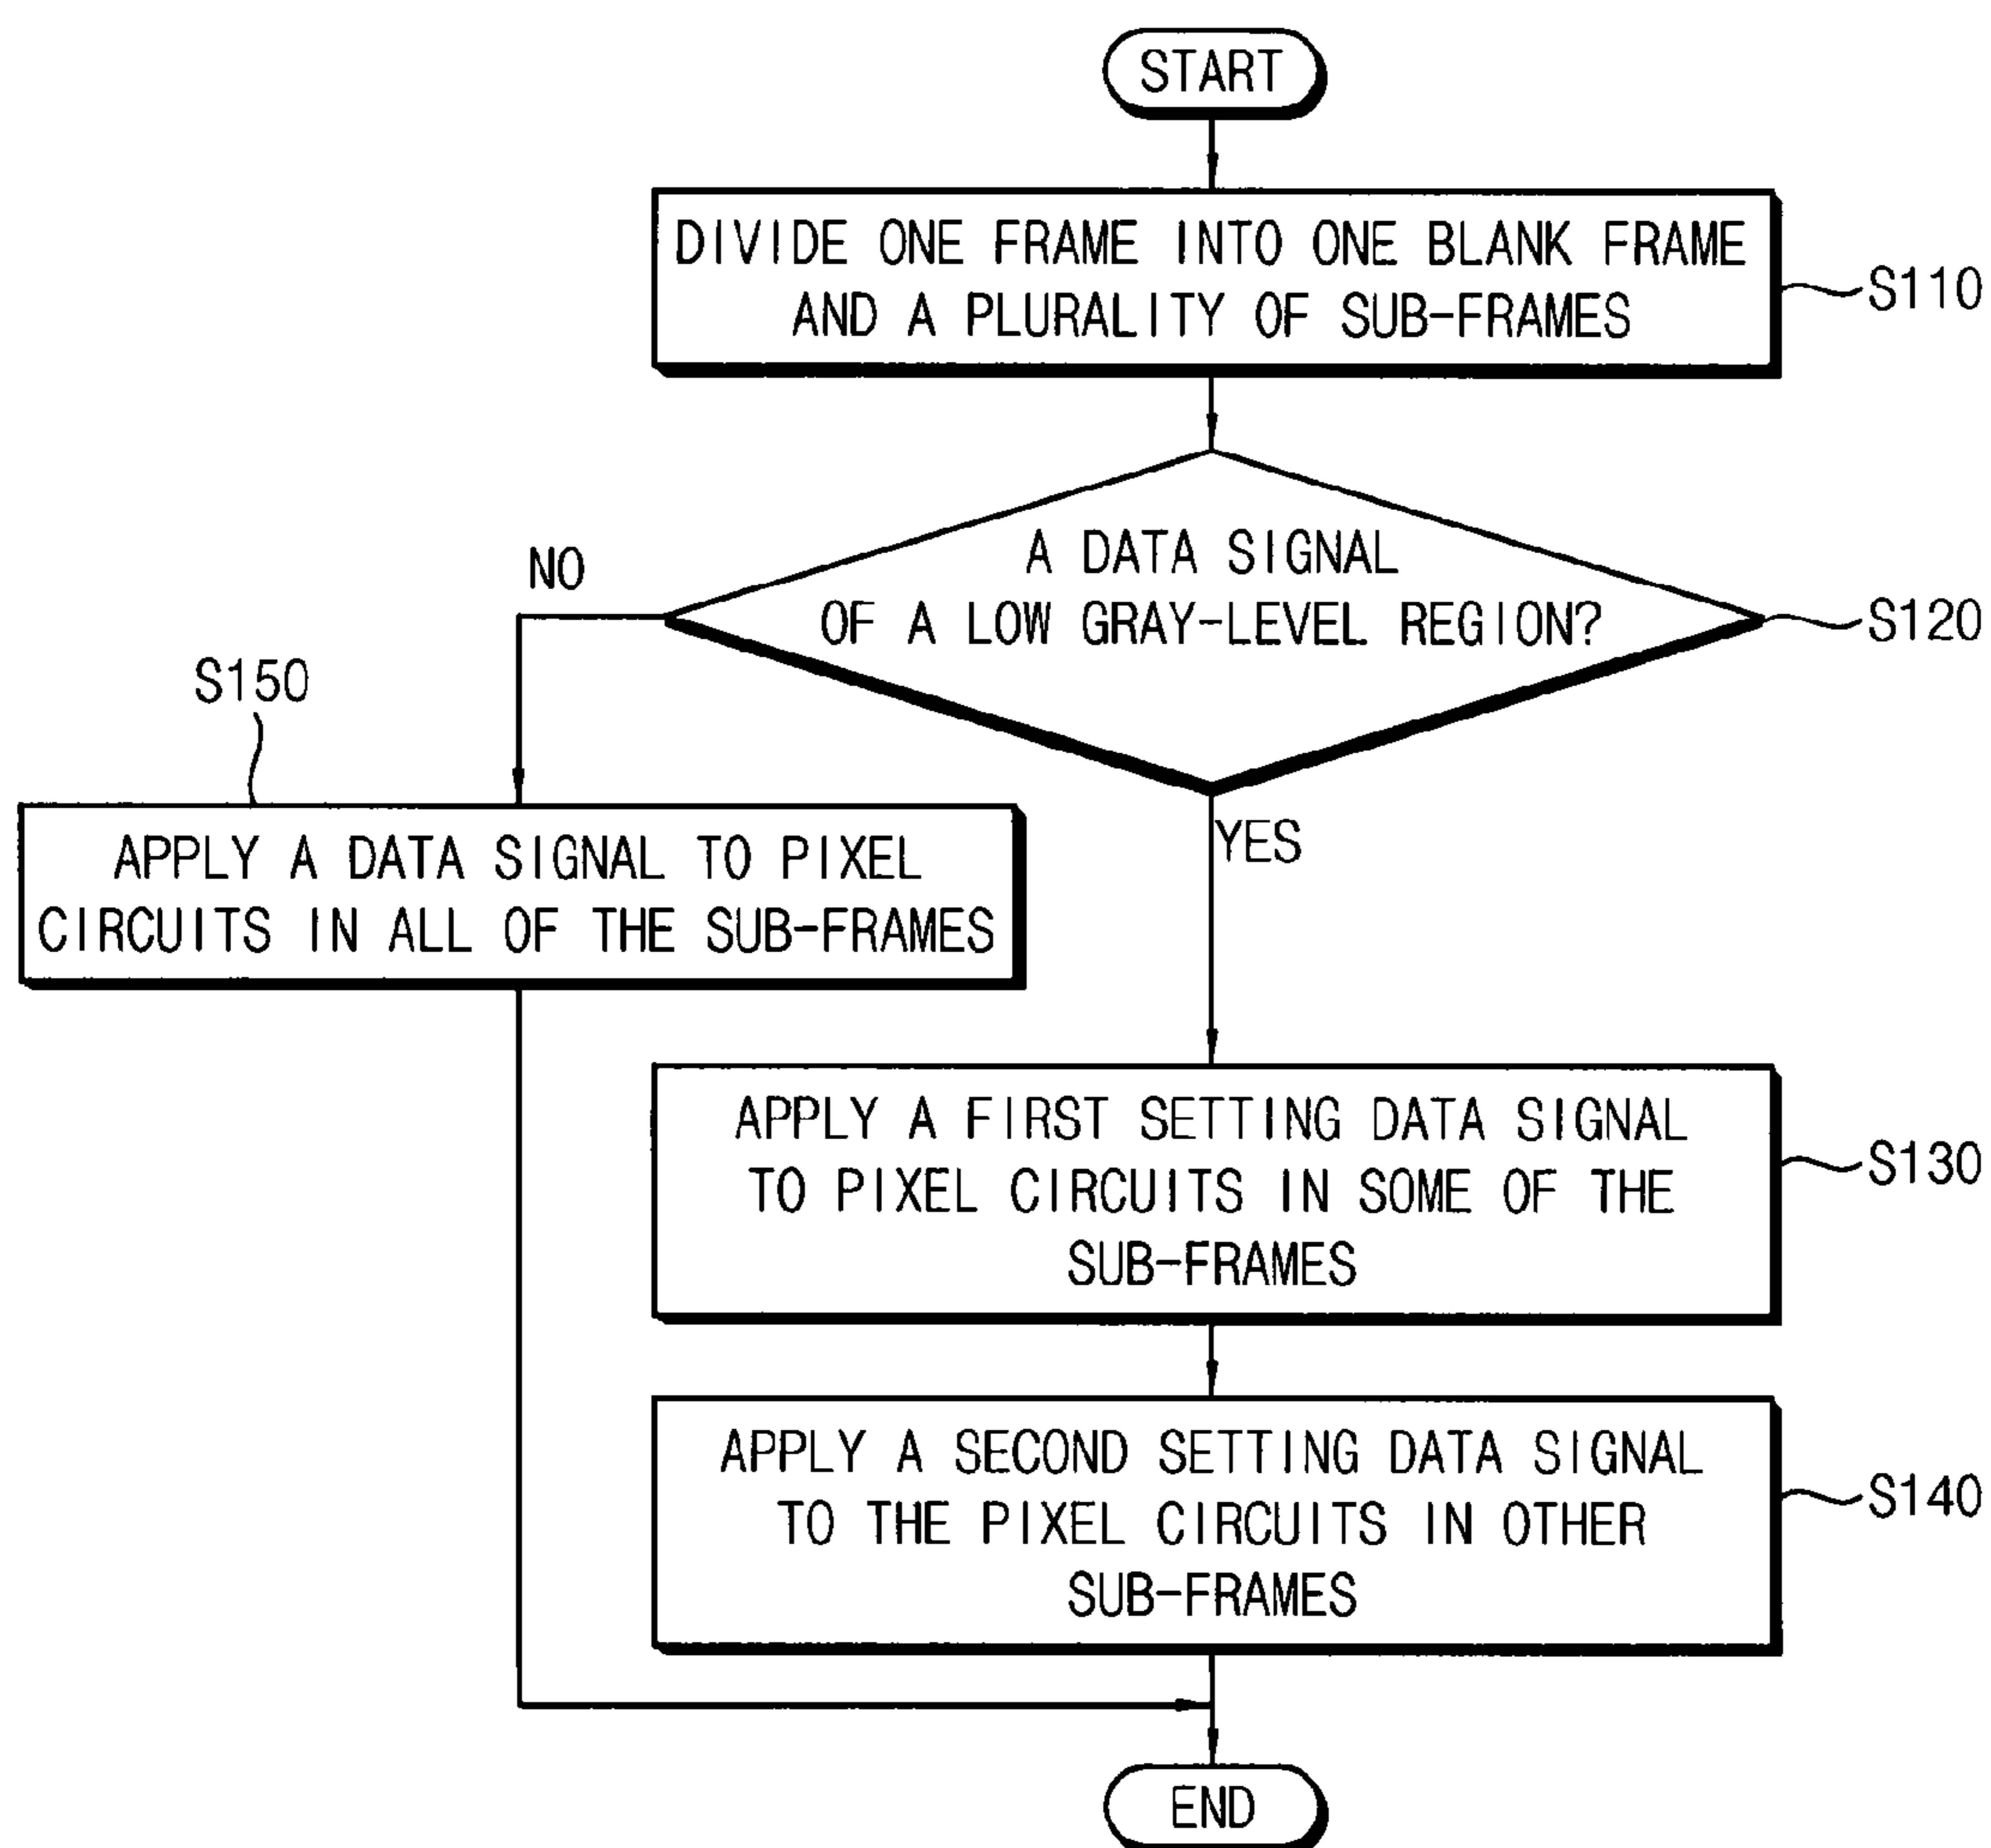 START
DIVIDE ONE FRAME INTO ONE BLANK FRAME
AND A PLURALITY OF SUB-FRAMES
S110
A DATA SIGNAL
OF A LOW GRAY-LEVEL REGION?
S120
NO
YES
S150
APPLY A DATA SIGNAL TO PIXEL
CIRCUITS IN ALL OF THE SUB-FRAMES
APPLY A FIRST SETTING DATA SIGNAL
TO PIXEL CIRCUITS IN SOME OF THE
SUB-FRAMES
S130
APPLY A SECOND SETTING DATA SIGNAL
TO THE PIXEL CIRCUITS IN OTHER
SUB-FRAMES
S140
END